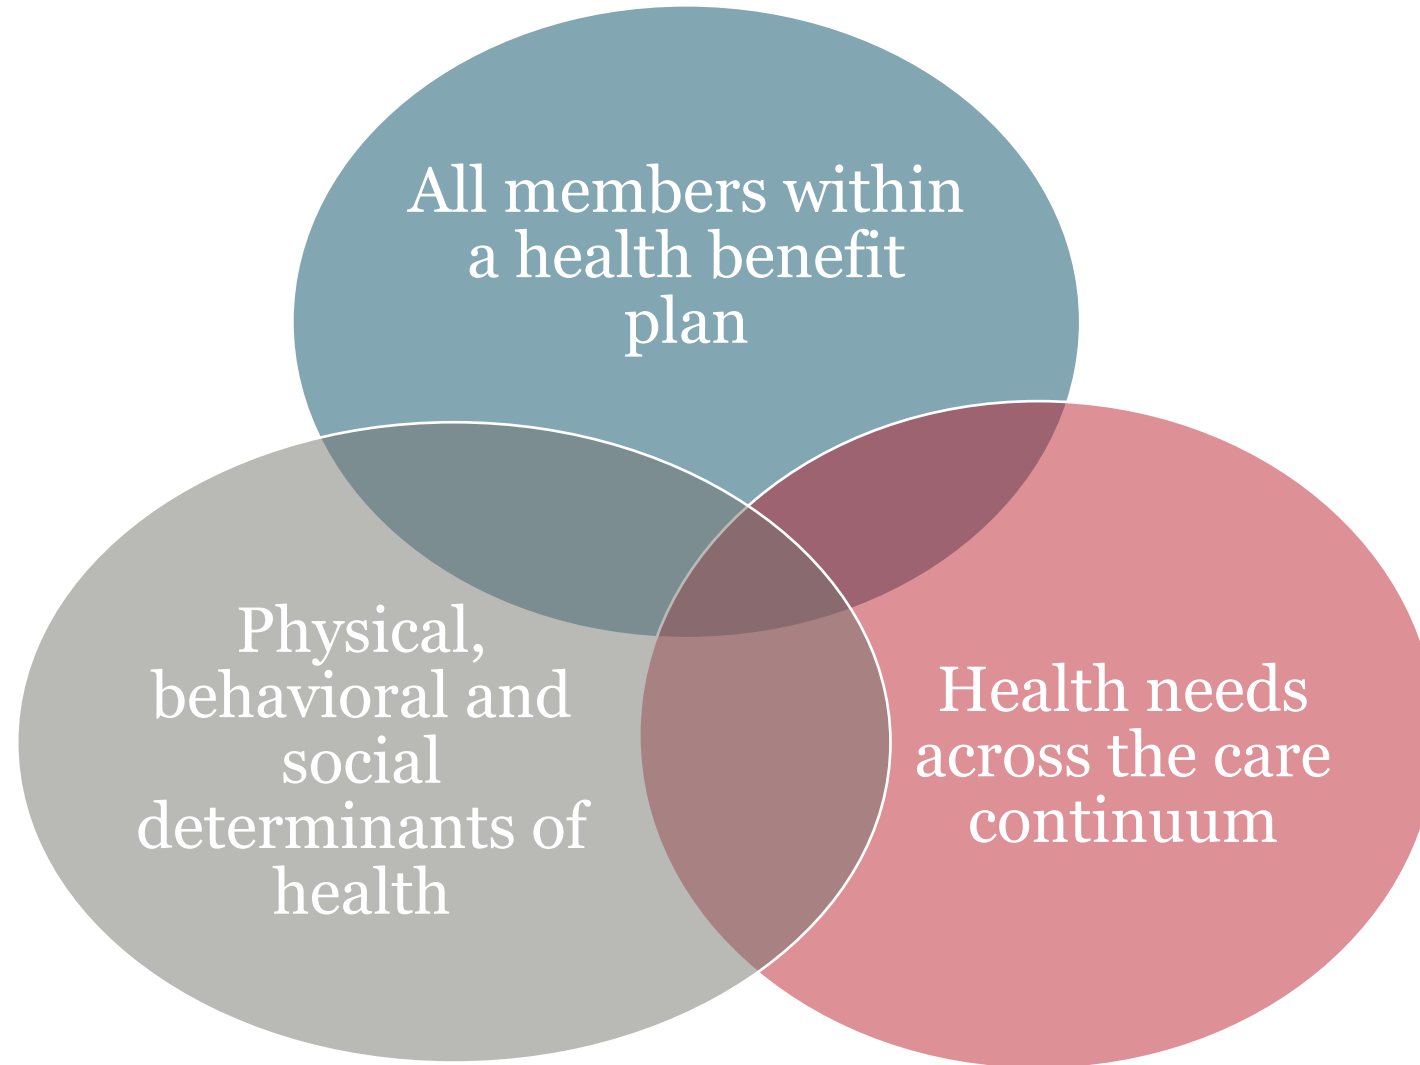 All members within
a health benefit
plan
Physical,
behavioral and
social
determinants of
health
Health needs
across the care
continuum